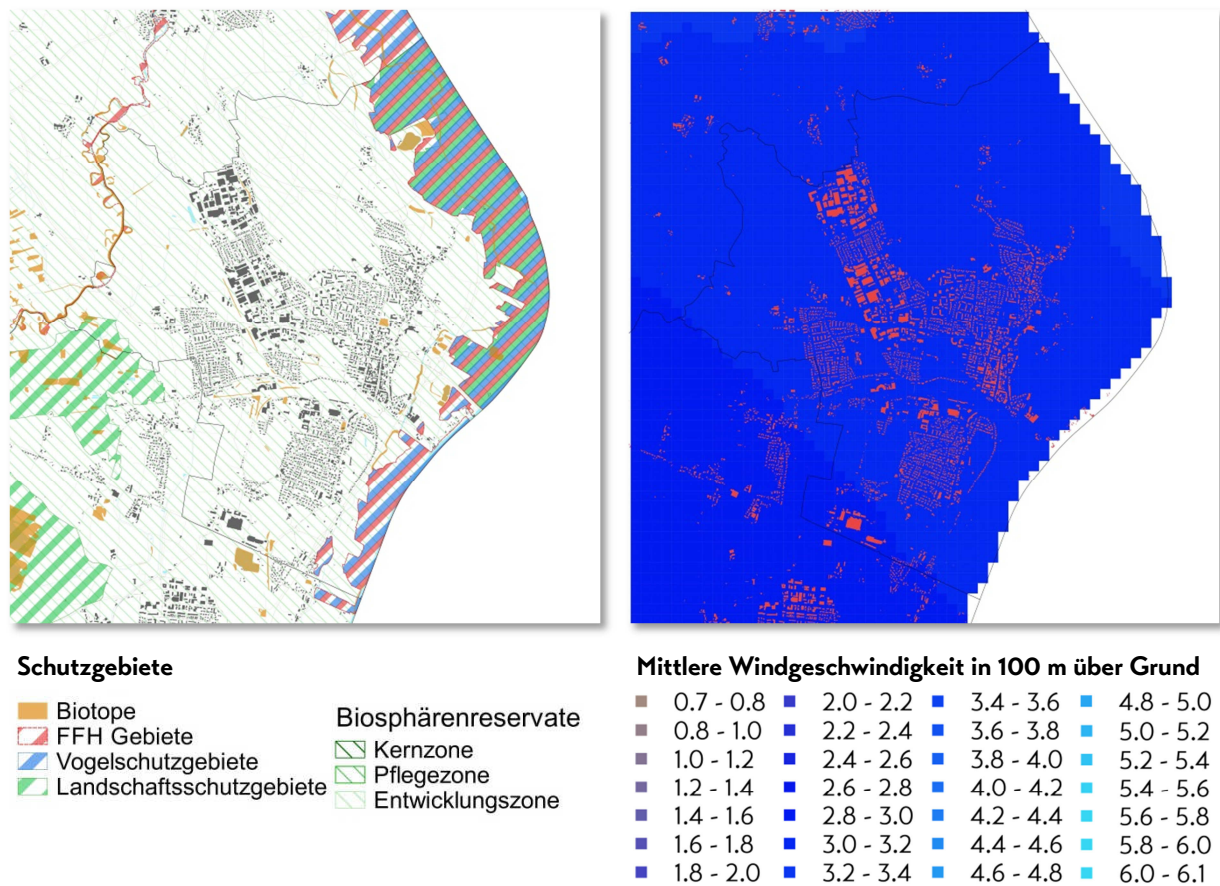 Schutzgebiete
Biotope
FFH Gebiete
Vogelschutzgebiete
Landschaftsschutzgebiete
Biosphärenreservate
Kernzone
Pflegezone
Entwicklungszone
Mittlere Windgeschwindigkeit in 100 m über Grund
0.7 - 0.8
0.8 - 1.0
1.0 - 1.2
1.2 - 1.4
1.4 - 1.6
1.6 - 1.8
1.8 - 2.0
2.0 - 2.2
2.2 - 2.4
2.4 - 2.6
2.6 - 2.8
2.8 - 3.0
3.0 - 3.2
3.2 - 3.4
3.4 - 3.6
3.6 - 3.8
3.8 - 4.0
4.0 - 4.2
4.2 - 4.4
4.4 - 4.6
4.6 - 4.8
4.8 - 5.0
5.0 - 5.2
5.2 - 5.4
5.4 - 5.6
5.6 - 5.8
5.8 - 6.0
6.0 - 6.1